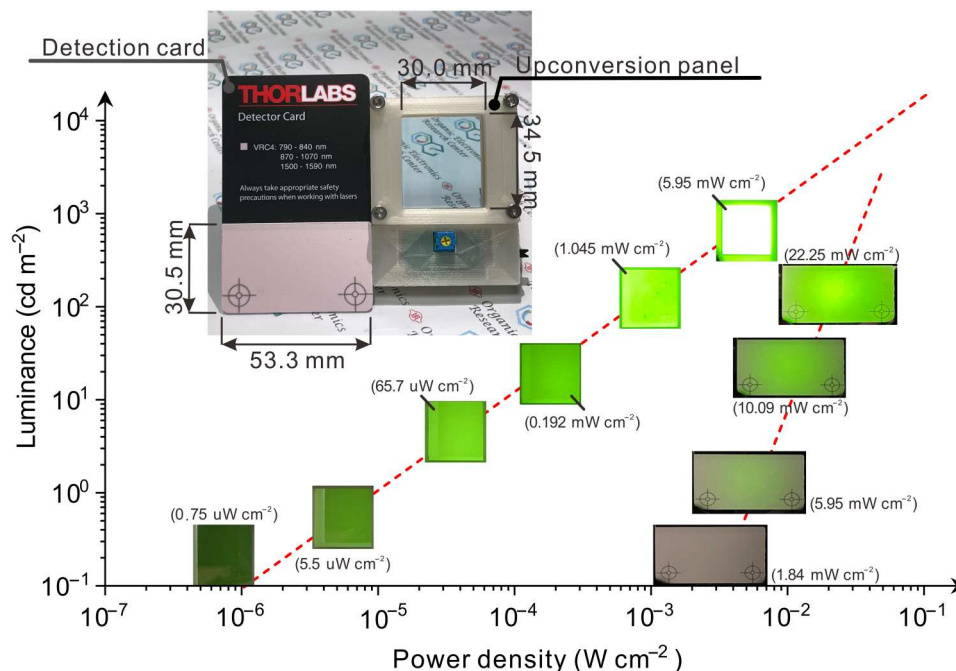 Detection card
Upconversion panel
30.0 mm
34.5 mm
THORLABS
Detector Card
VRC4: 790 - 840 nm
870 - 1070 nm
1500 - 1590 nm
Always take appropriate safety
precautions when working with lasers
30.5 mm
53.3 mm
Organic Electronics
Research
Center
Luminance (cd m⁻²)
10⁴
10³
10²
10¹
10⁰
10⁻¹
(5.95 mW cm⁻²)
(1.045 mW cm⁻²)
(22.25 mW cm⁻²)
(65.7 uW cm⁻²)
(0.192 mW cm⁻²)
(10.09 mW cm⁻²)
(0.75 uW cm⁻²)
(5.5 uW cm⁻²)
(5.95 mW cm⁻²)
(1.84 mW cm⁻²)
10⁻⁷ 10⁻⁶ 10⁻⁵ 10⁻⁴ 10⁻³ 10⁻² 10⁻¹
Power density (W cm⁻²)